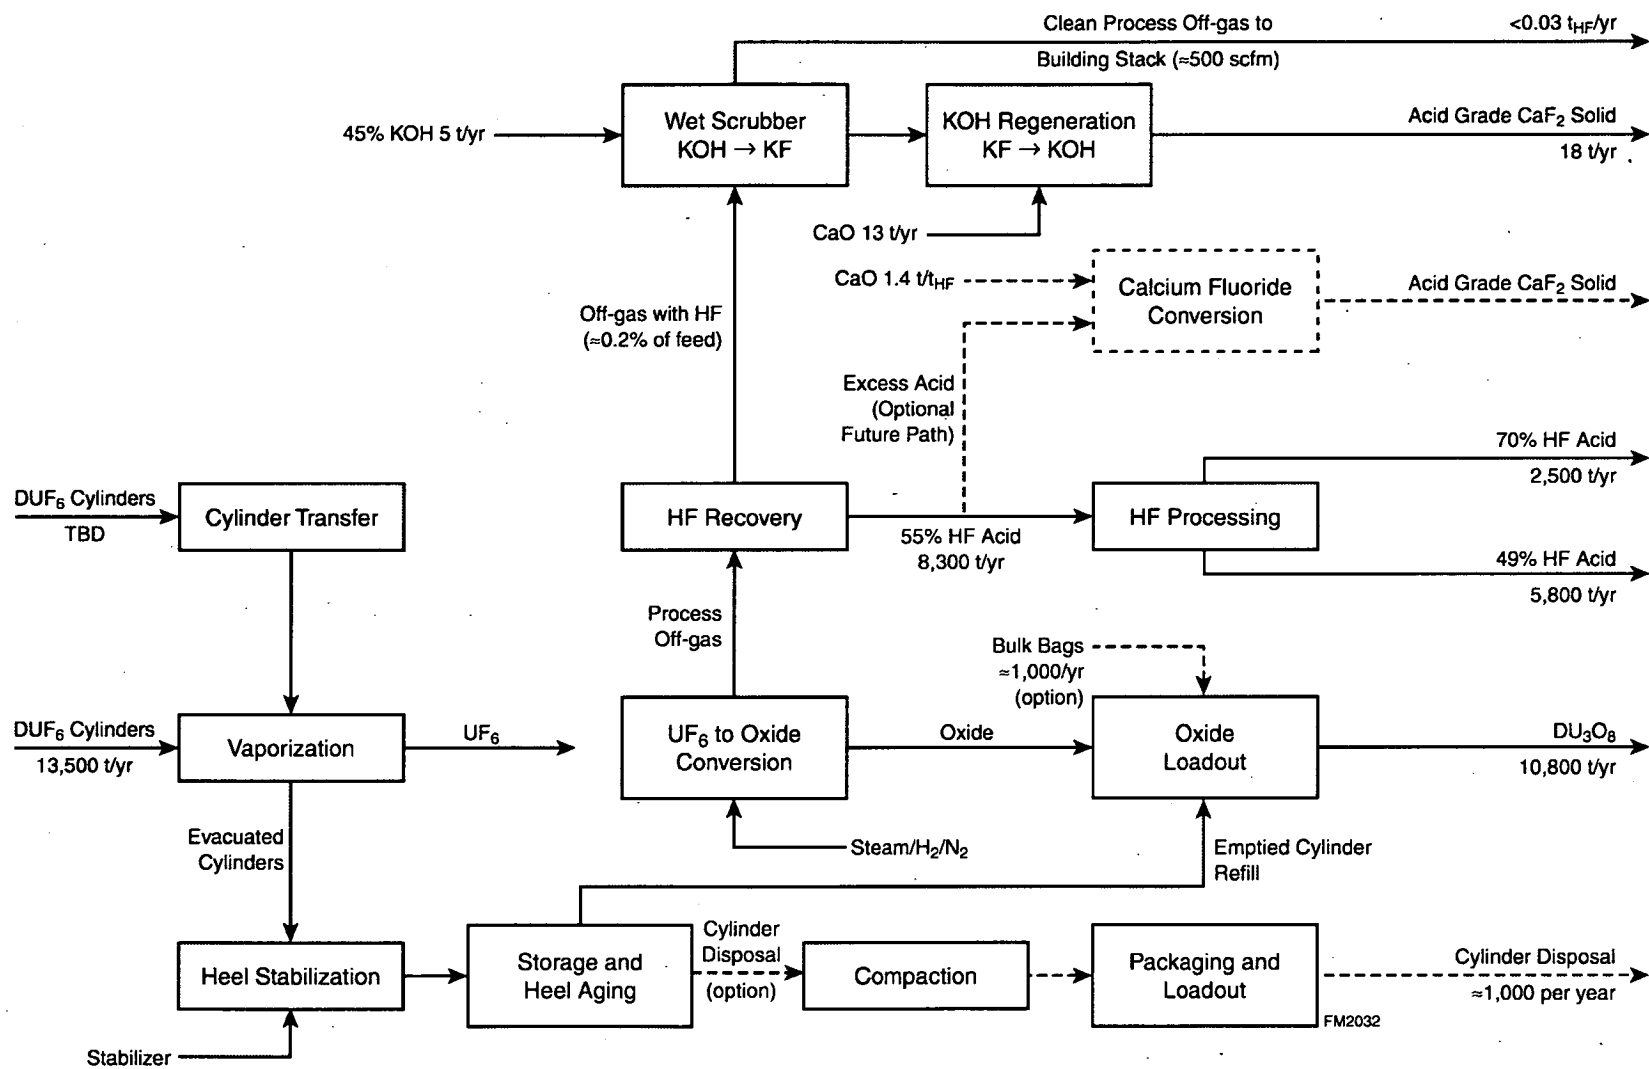 Clean Process Off-gas to
<0.03 tHF/yr
Building Stack (≈500 scfm)
45% KOH 5 t/yr
Wet Scrubber
KOH → KF
KOH Regeneration
KF → KOH
Acid Grade CaF2 Solid
18 t/yr
CaO 13 t/yr
CaO 1.4 t/tHF
Calcium Fluoride
Conversion
Acid Grade CaF2 Solid
Off-gas with HF
(≈0.2% of feed)
Excess Acid
(Optional
Future Path)
70% HF Acid
2,500 t/yr
DUF6 Cylinders
TBD
Cylinder Transfer
HF Recovery
55% HF Acid
8,300 t/yr
HF Processing
49% HF Acid
5,800 t/yr
Process
Off-gas
Bulk Bags
≈1,000/yr
(option)
DUF6 Cylinders
13,500 t/yr
Vaporization
UF6
UF6 to Oxide
Conversion
Oxide
Oxide
Loadout
DU3O8
10,800 t/yr
Evacuated
Cylinders
Steam/H2/N2
Emptied Cylinder
Refill
Heel Stabilization
Storage and
Heel Aging
Cylinder
Disposal
(option)
Compaction
Packaging and
Loadout
Cylinder Disposal
≈1,000 per year
FM2032
Stabilizer